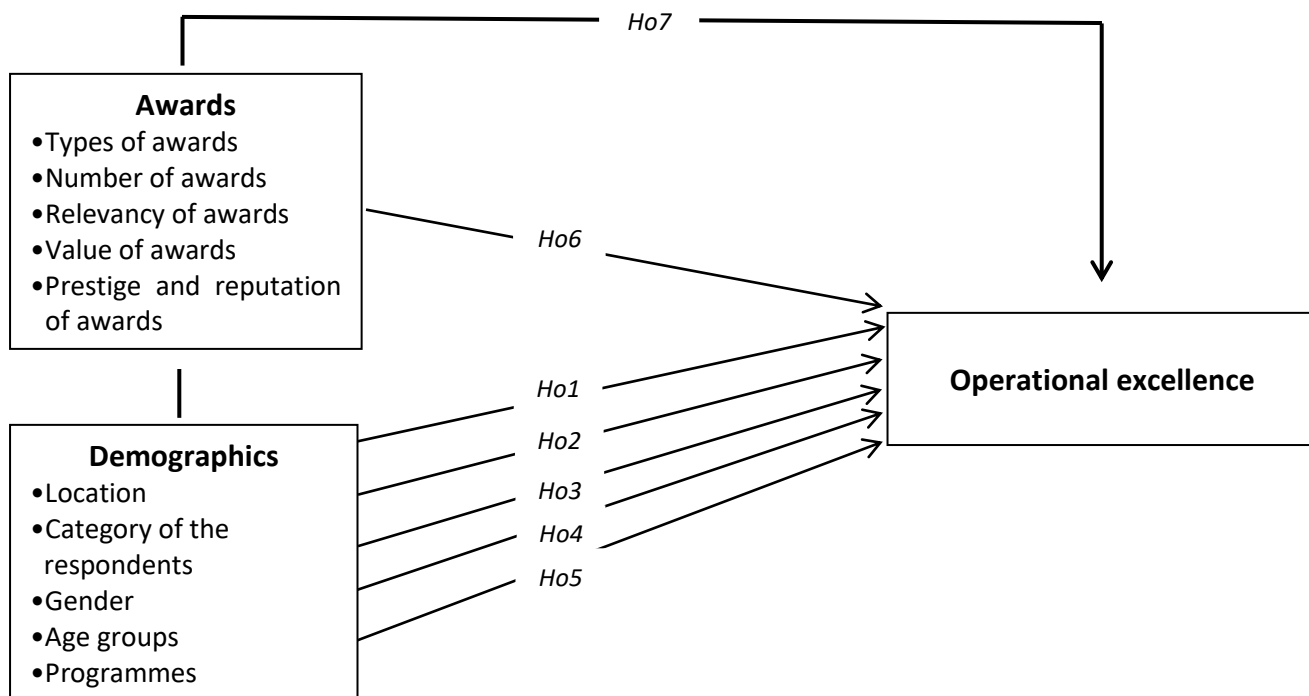 Ho7
Awards
•Types of awards
•Number of awards
•Relevancy of awards
•Value of awards
•Prestige and reputation
of awards
Ho6
Operational excellence
Ho1
Ho2
Ho3
Ho4
Ho5
Demographics
•Location
•Category of the
respondents
•Gender
•Age groups
•Programmes